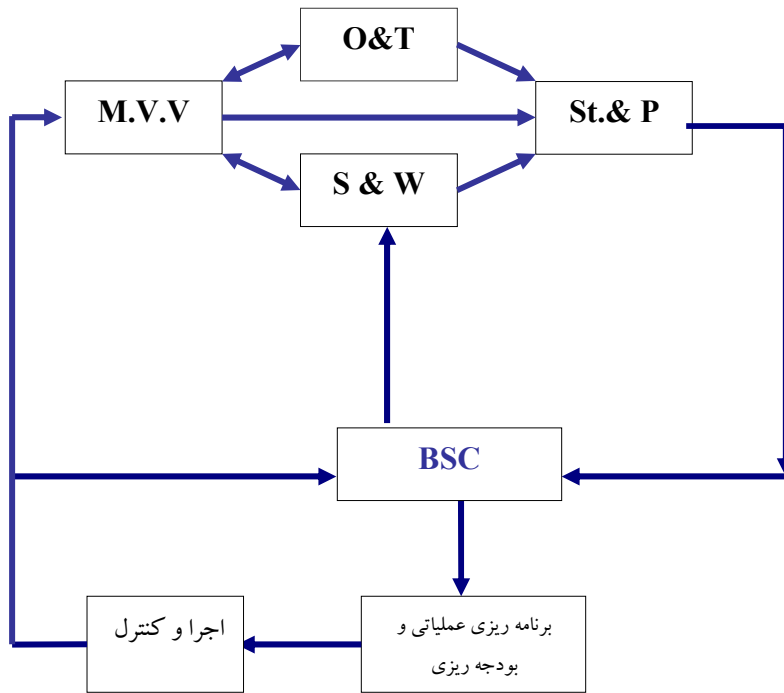 O&T
M.V.V
St.& P
S & W
BSC
اجرا و کنترل
برنامه ریزی عملیاتی و
بودجه ریزی